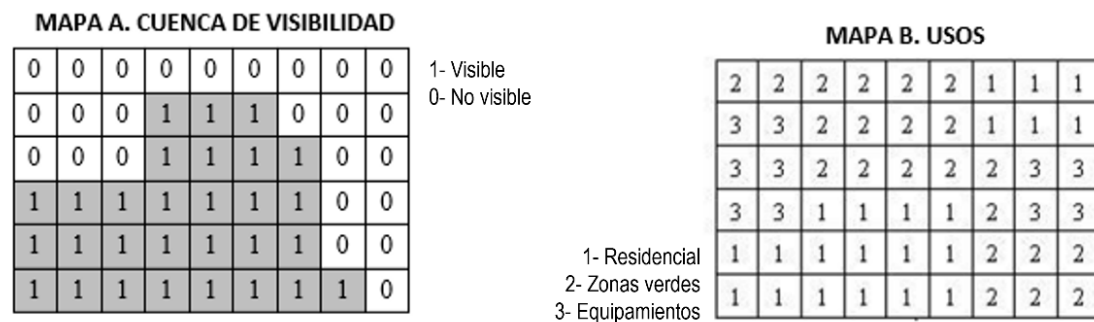 MAPA A. CUENCA DE VISIBILIDAD
0 0 0 0 0 0 0 0 0
0 0 0 1 1 1 0 0 0
0 0 0 1 1 1 1 0 0
1 1 1 1 1 1 1 0 0
1 1 1 1 1 1 1 0 0
1 1 1 1 1 1 1 1 0
1- Visible
0- No visible
MAPA B. USOS
2 2 2 2 2 2 1 1 1
3 3 2 2 2 2 1 1 1
3 3 2 2 2 2 2 3 3
3 3 1 1 1 1 2 3 3
1 1 1 1 1 1 2 2 2
1 1 1 1 1 1 2 2 2
1- Residencial
2- Zonas verdes
3- Equipamientos